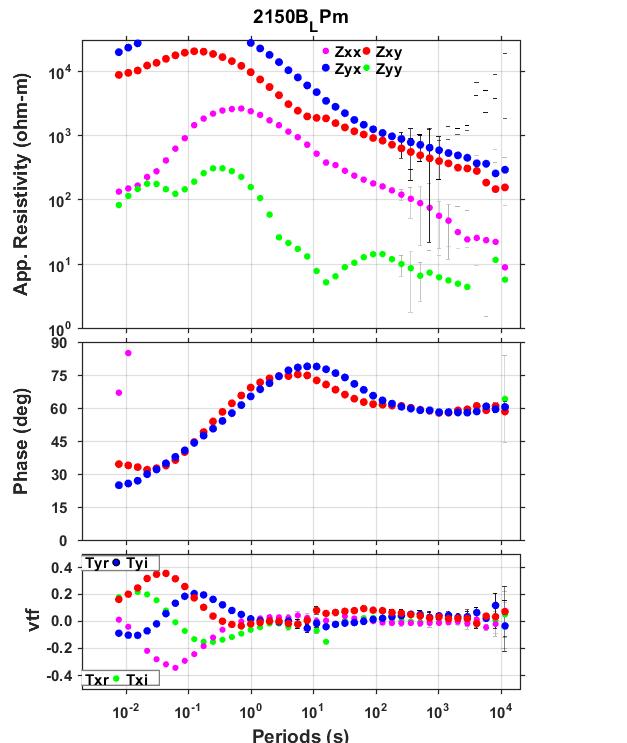 2150B_L Pm
Zxx Zxy
Zyx Zyy
10^4
10^3
10^2
10^1
10^0
App. Resistivity (ohm-m)
90
75
60
45
30
15
0
Phase (deg)
Tyr Tyi
0.4
0.2
0.0
-0.2
-0.4
vtf
Txr Txi
10^-2 10^-1 10^0 10^1 10^2 10^3 10^4
Periods (s)